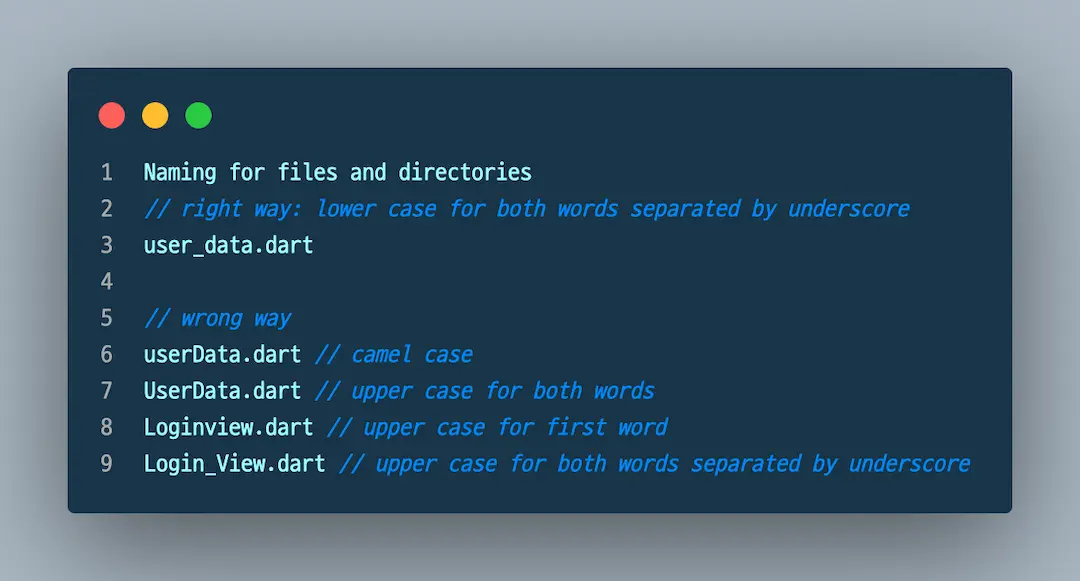 1 Naming for files and directories
2 // right way: lower case for both words separated by underscore
3 user_data.dart
4
5 // wrong way
6 userData.dart // camel case
7 UserData.dart // upper case for both words
8 Loginview.dart // upper case for first word
9 Login_View.dart // upper case for both words separated by underscore